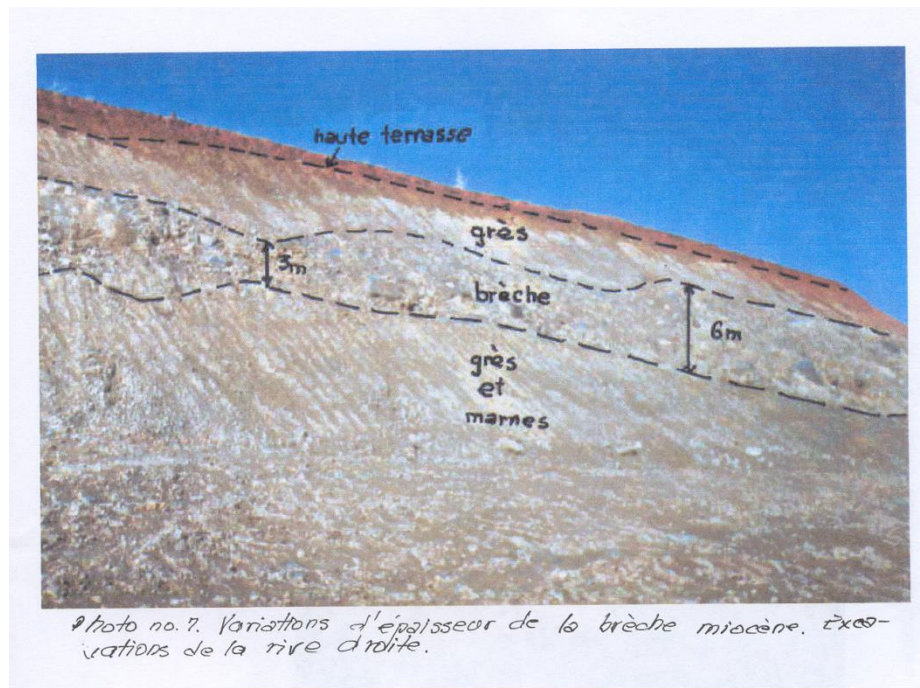 haute terrasse
grès
3m
brèche
6m
grès
et
marnes
Photo no. 7. Variations d'épaisseur de la brèche miocène. Exca-
vations de la rive droite.